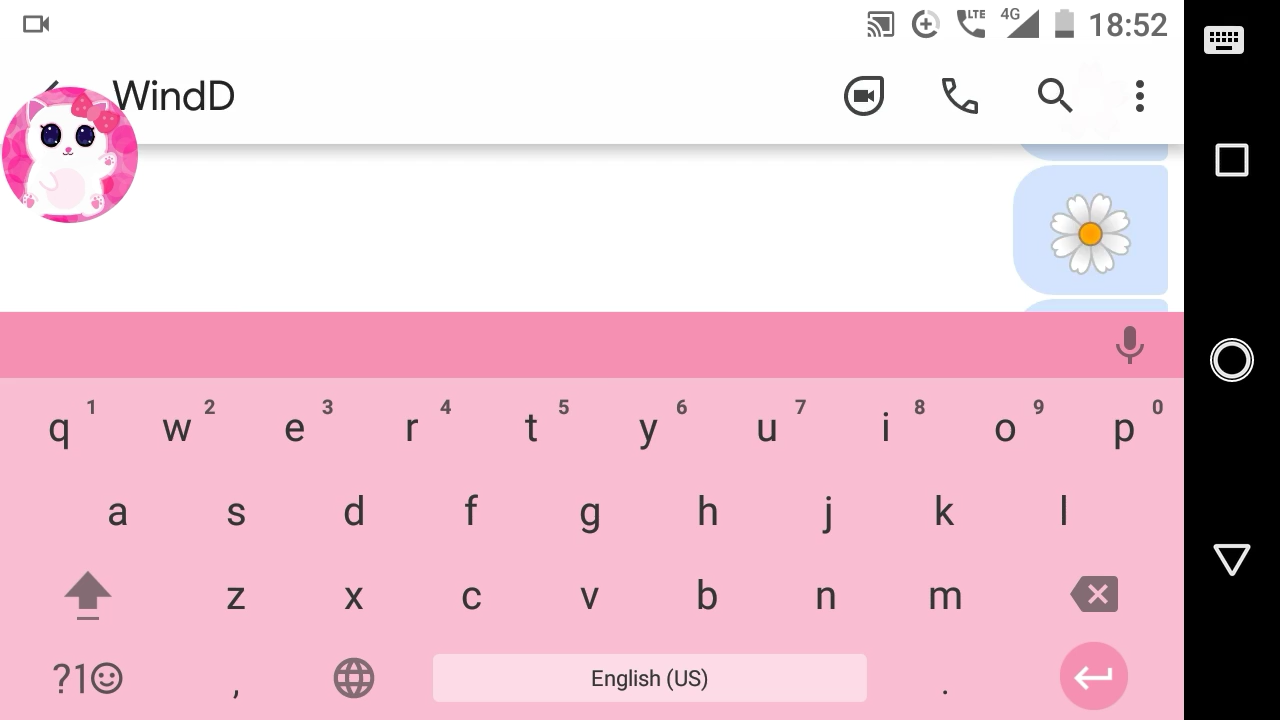 LTE 4G 18:52
WindD
1 2 3 4 5 6 7 8 9 0
q w e r t y u i o p
a s d f g h j k l
z x c v b n m
?1 , English (US) .